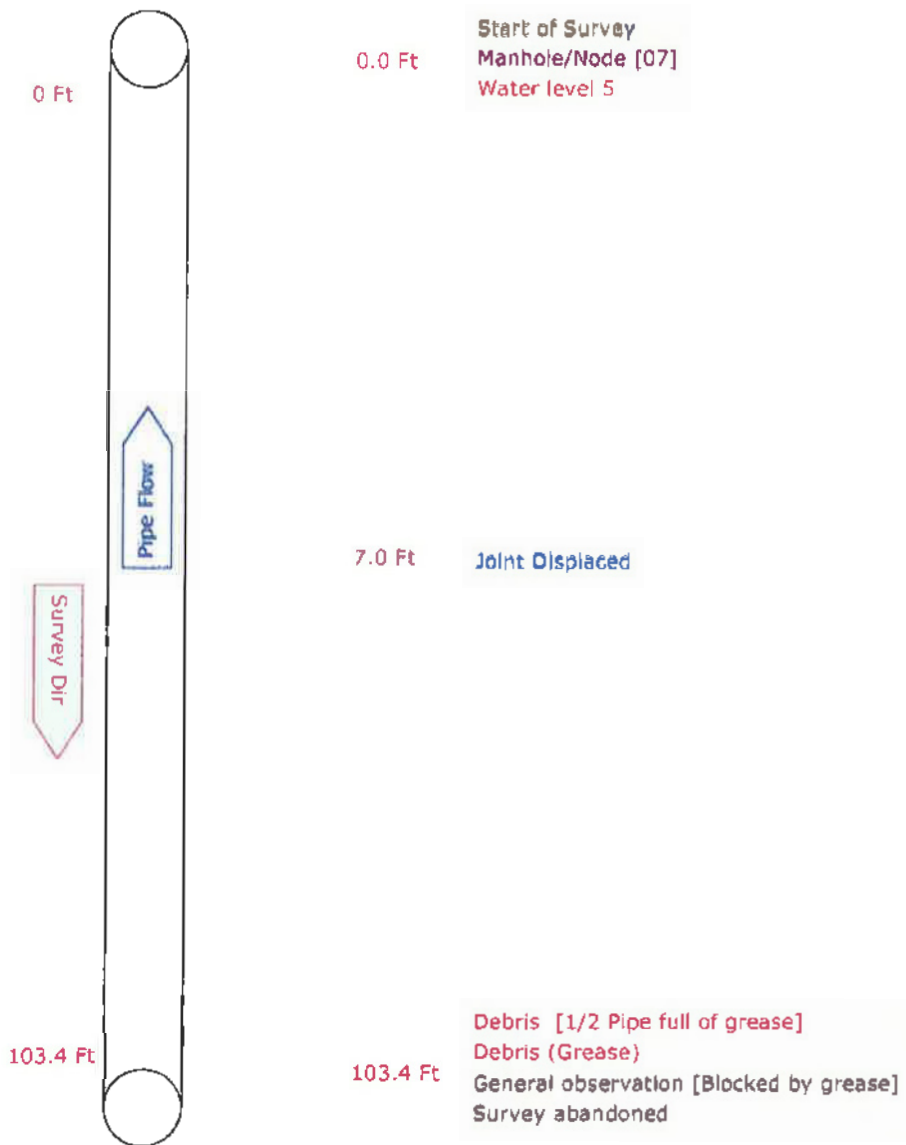 Start of Survey
0.0 Ft
Manhole/Node [07]
Water level 5
0 Ft
Pipe Flow
7.0 Ft
Joint Displaced
Survey Dir
Debris [1/2 Pipe full of grease]
Debris (Grease)
103.4 Ft
103.4 Ft
General observation [Blocked by grease]
Survey abandoned